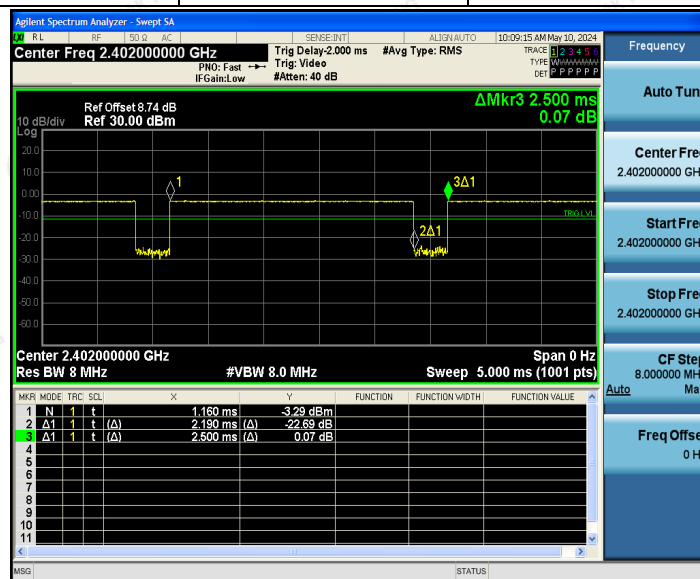 Agilent Spectrum Analyzer - Swept SA
LXI RL RF 50 Ω AC SENSE:INT ALIGN AUTO 10:09:15 AM May 10, 2024
Center Freq 2.402000000 GHz
PNO: Fast
IFGain:Low
Trig Delay-2.000 ms
Trig: Video
#Atten: 40 dB
#Avg Type: RMS
TRACE 1 2 3 4 5 6
TYPE W
DET P P P P P P
Ref Offset 8.74 dB
10 dB/div Ref 30.00 dBm
Log
ΔMkr3 2.500 ms
0.07 dB
20.0
10.0
0.00
-10.0
-20.0
-30.0
-40.0
-50.0
-60.0
1
2Δ1
3Δ1
TRIG LVL
Center 2.402000000 GHz Span 0 Hz
Res BW 8 MHz #VBW 8.0 MHz Sweep 5.000 ms (1001 pts)
MKR MODE TRC SCL X Y FUNCTION FUNCTION WIDTH FUNCTION VALUE
1 N 1 t 1.160 ms -3.29 dBm
2 Δ1 1 t (Δ) 2.190 ms (Δ) -22.69 dB
3 Δ1 1 t (Δ) 2.500 ms (Δ) 0.07 dB
4
5
6
7
8
9
10
11
MSG STATUS
Frequency
Auto Tun
Center Fre
2.402000000 GH
Start Fre
2.402000000 GH
Stop Fre
2.402000000 GH
CF Step
8.000000 MH
Auto Ma
Freq Offse
0 H